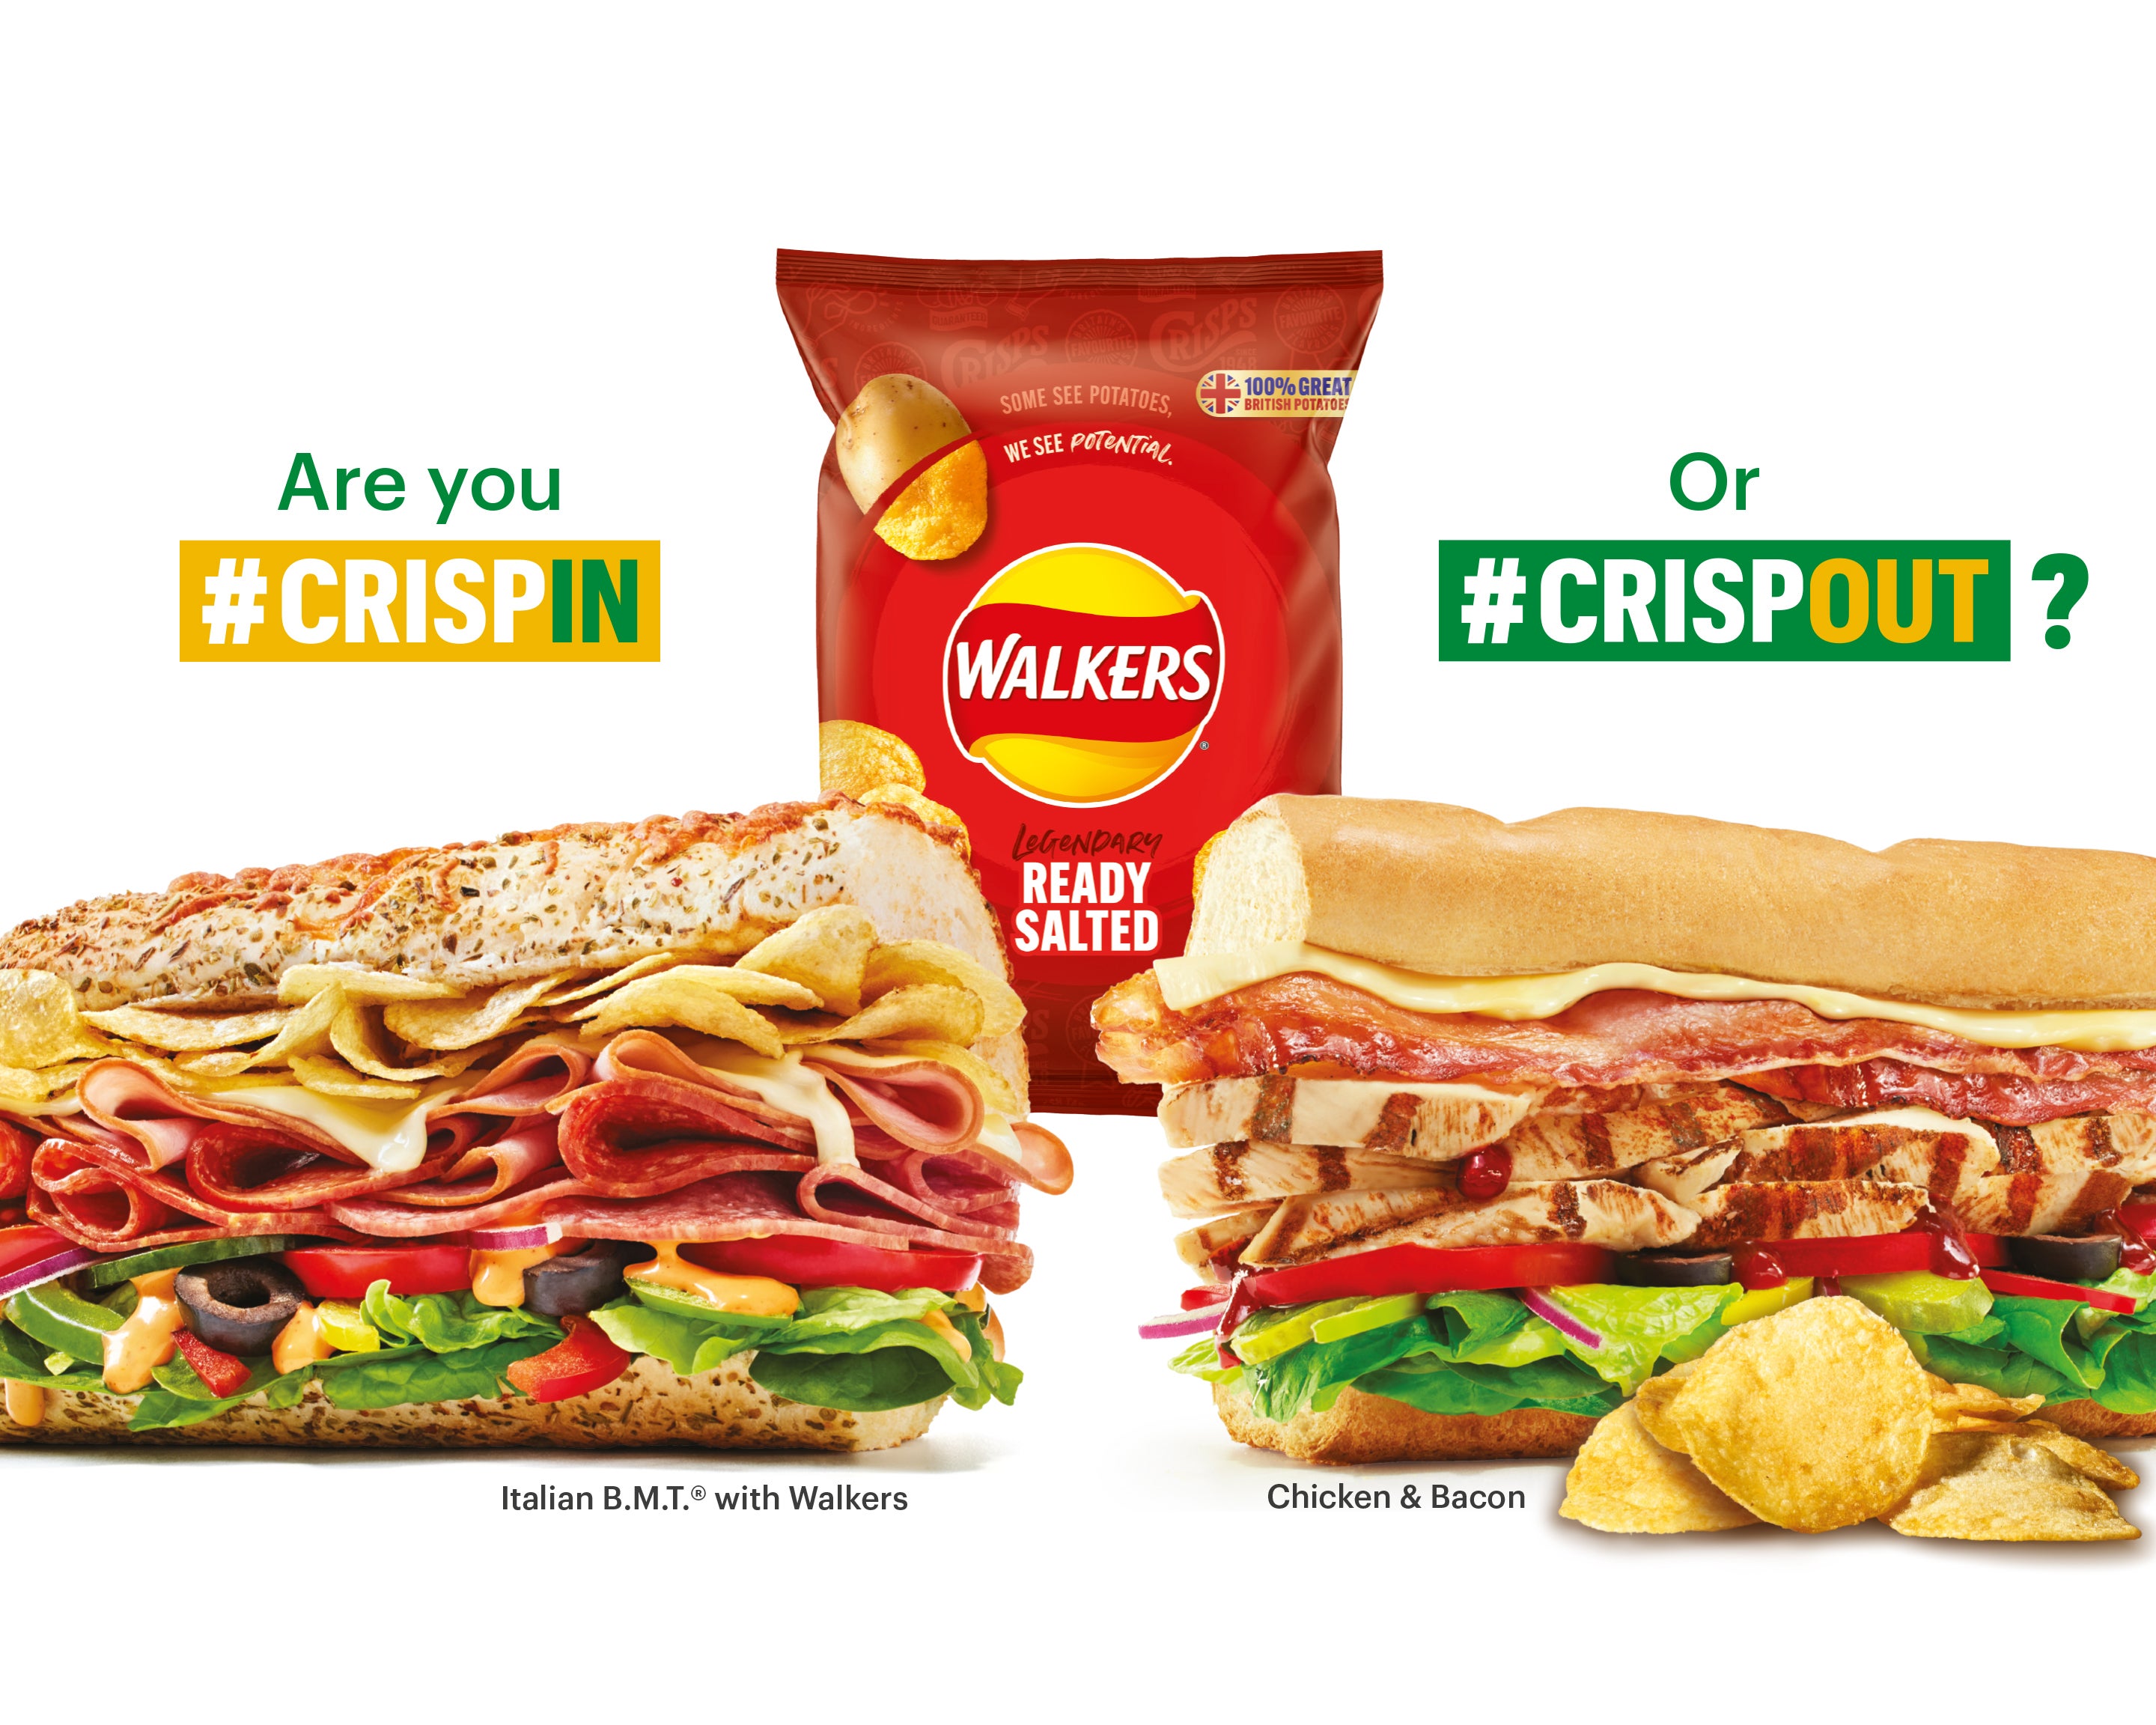 SOME SEE POTATOES,
WE SEE POTENTIAL.
100% GREAT
BRITISH POTATOES
Are you
#CRISPIN
Or
#CRISPOUT?
WALKERS
®
LEGENDARY
READY
SALTED
Italian B.M.T.® with Walkers
Chicken & Bacon